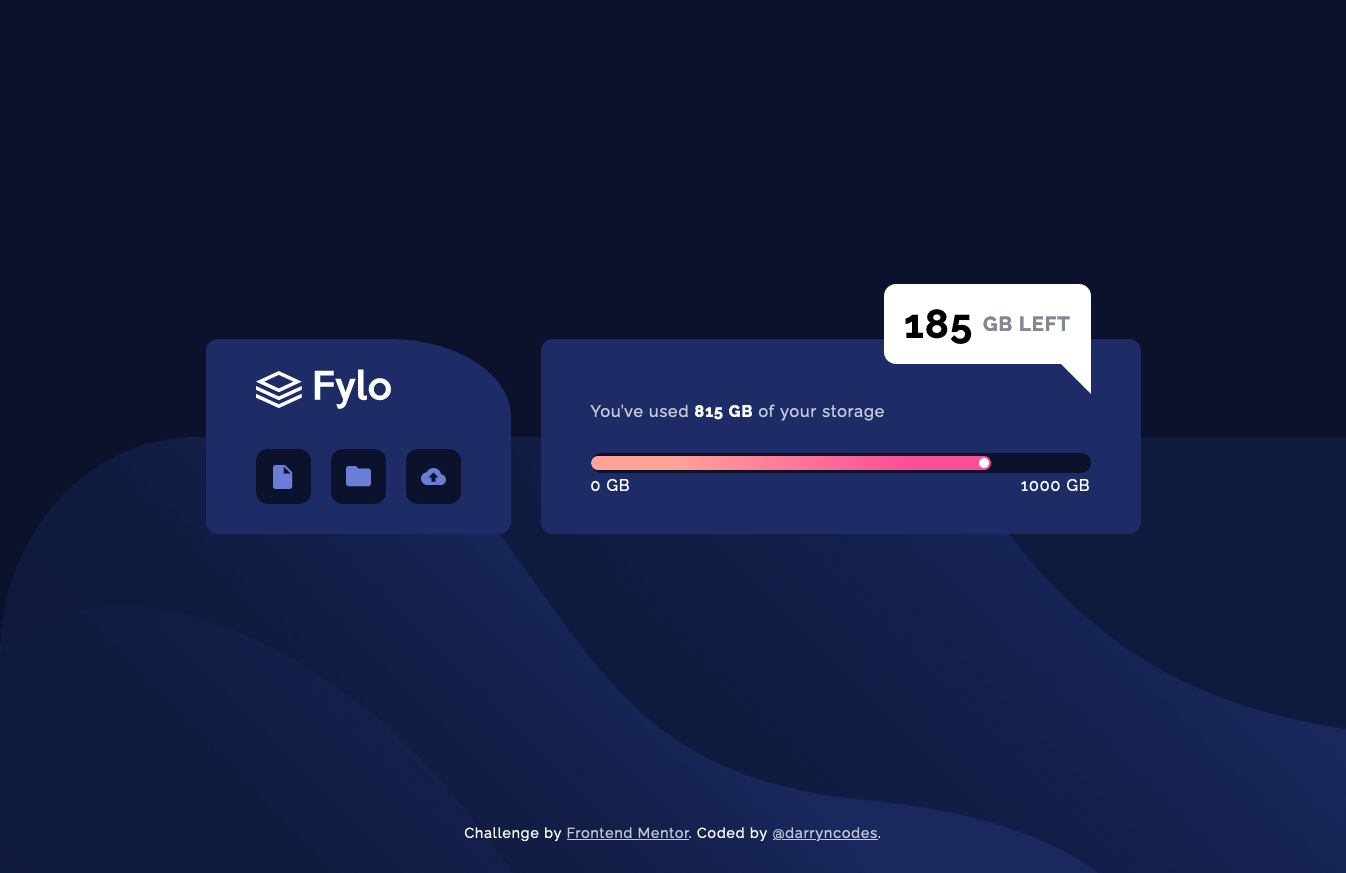 185 GB LEFT
Fylo
You've used 815 GB of your storage
0 GB
1000 GB
Challenge by Frontend Mentor. Coded by @darryncodes.